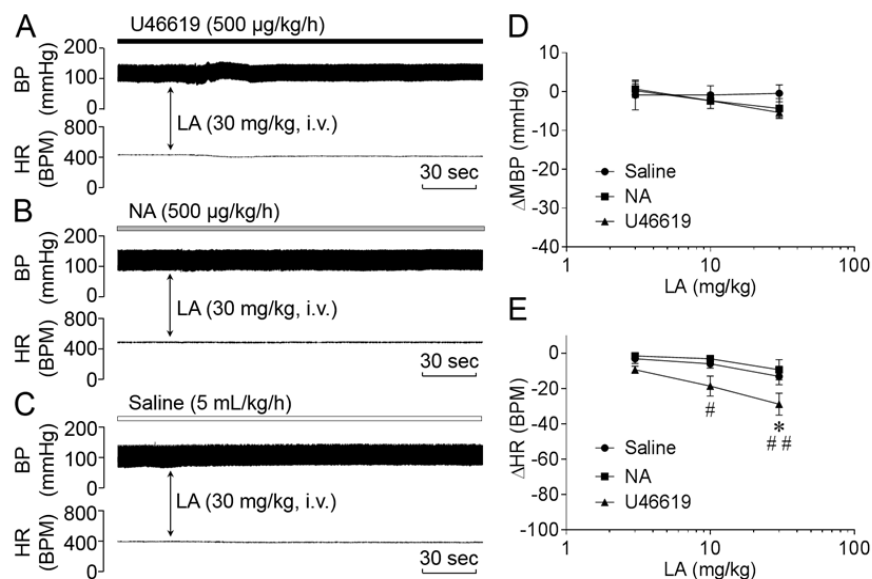 A
U46619 (500 µg/kg/h)
BP
(mmHg)
200
100
0
LA (30 mg/kg, i.v.)
HR
(BPM)
800
400
0
30 sec
B
NA (500 µg/kg/h)
BP
(mmHg)
200
100
0
LA (30 mg/kg, i.v.)
HR
(BPM)
800
400
0
30 sec
C
Saline (5 mL/kg/h)
BP
(mmHg)
200
100
0
LA (30 mg/kg, i.v.)
HR
(BPM)
800
400
0
30 sec
D
ΔMBP (mmHg)
10
0
-10
-20
-30
-40
Saline
NA
U46619
1 10 100
LA (mg/kg)
E
ΔHR (BPM)
0
-20
-40
-60
-80
-100
#
*
##
Saline
NA
U46619
1 10 100
LA (mg/kg)